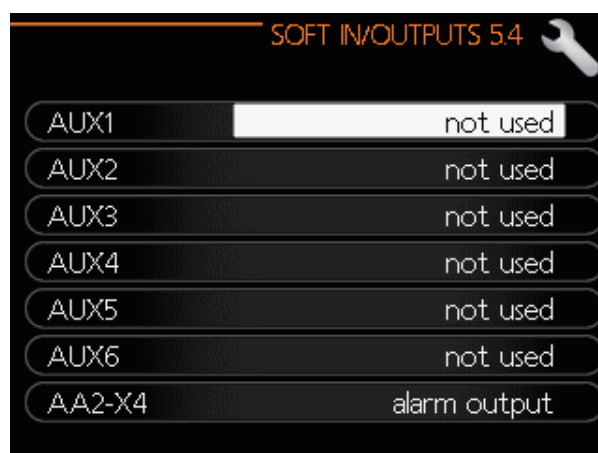 SOFT IN/OUTPUTS 5.4
AUX1 not used
AUX2 not used
AUX3 not used
AUX4 not used
AUX5 not used
AUX6 not used
AA2-X4 alarm output